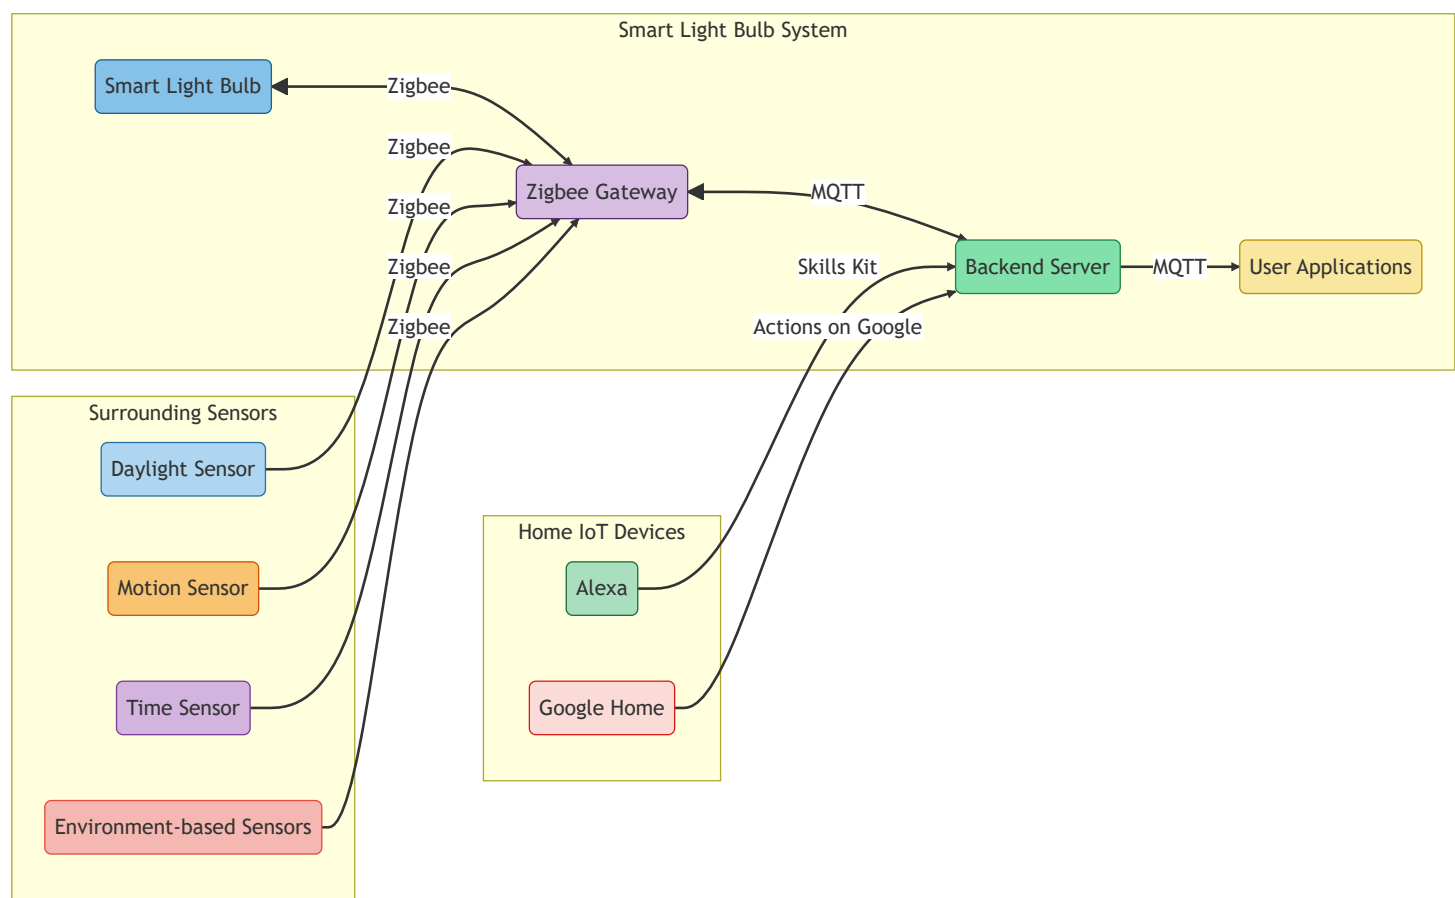 Smart Light Bulb System
Smart Light Bulb
Zigbee
Zigbee
Zigbee Gateway
MQTT
Zigbee
Zigbee
Skills Kit
Backend Server
MQTT
User Applications
Zigbee
Actions on Google
Surrounding Sensors
Daylight Sensor
Motion Sensor
Time Sensor
Environment-based Sensors
Home IoT Devices
Alexa
Google Home